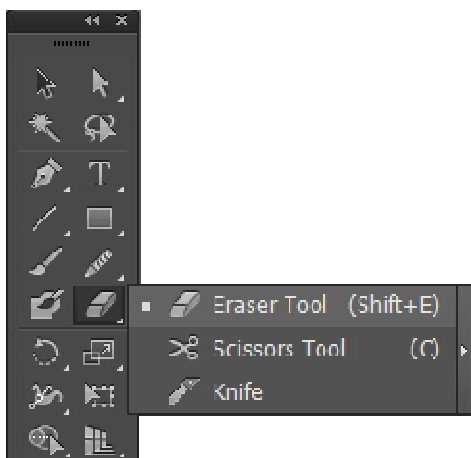 T
Eraser Tool (Shift+E)
Scissors Tool (C)
Knife